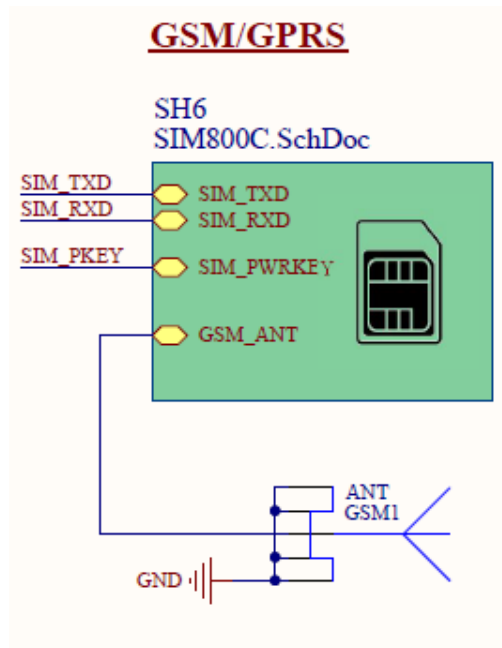 GSM/GPRS
SH6
SIM800C.SchDoc
SIM_TXD
SIM_TXD
SIM_RXD
SIM_RXD
SIM_PKEY
SIM_PWRKEY
GSM_ANT
ANT
GSM1
GND